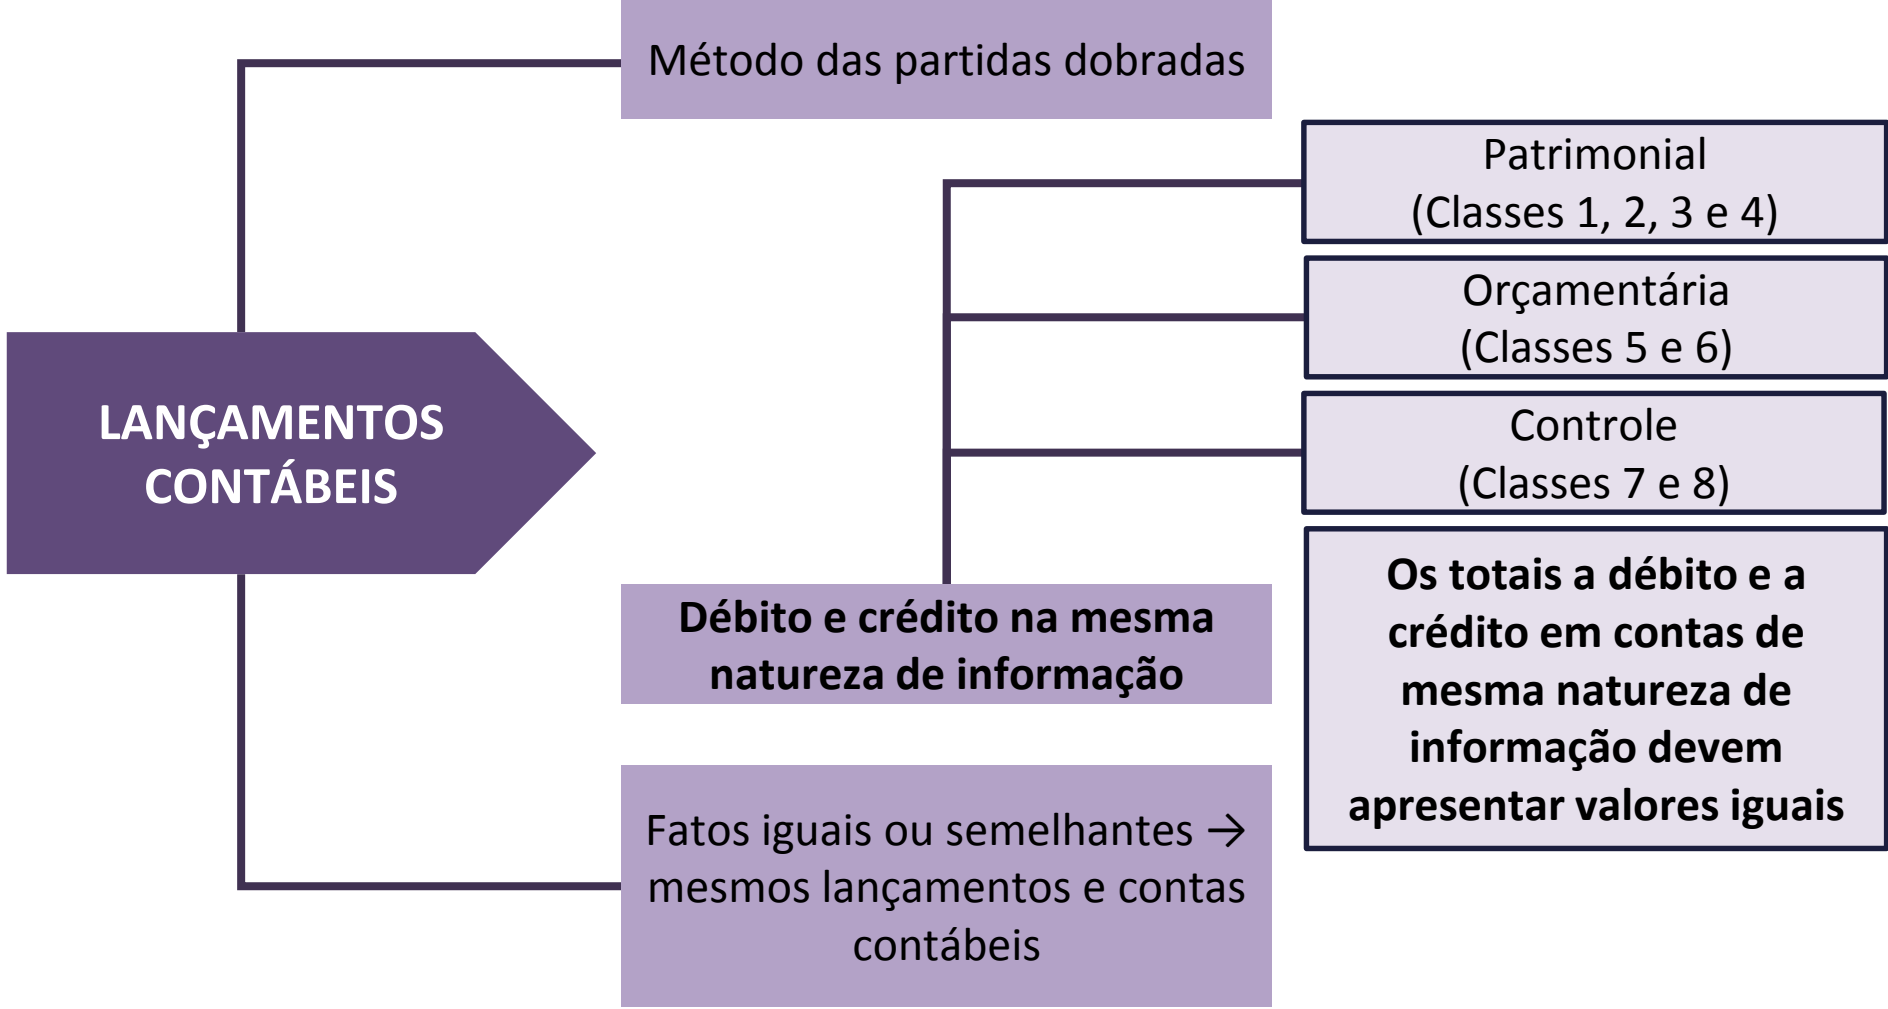 Método das partidas dobradas
Patrimonial
(Classes 1, 2, 3 e 4)
Orçamentária
(Classes 5 e 6)
LANÇAMENTOS
CONTÁBEIS
Controle
(Classes 7 e 8)
Débito e crédito na mesma
natureza de informação
Os totais a débito e a
crédito em contas de
mesma natureza de
informação devem
apresentar valores iguais
Fatos iguais ou semelhantes →
mesmos lançamentos e contas
contábeis